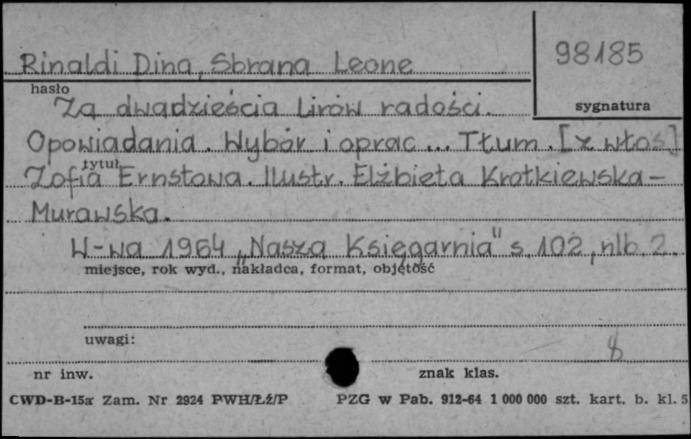 98185
Rinaldi Dina, Sbrana Leone
hasło
sygnatura
Za dwadzieścia lirów radości.
Opowiadania. Wybór i oprac... Tłum. [z włos]
tytuł
Zofia Ernstowa. Ilustr. Elżbieta Krotkiewska-
Murawska.
W-wa 1964 „Nasza Księgarnia" s. 102, nlb. 2.
miejsce, rok wyd., nakładca, format, objętość
uwagi:
8
nr inw.
znak klas.
CWD-B-15a Zam. Nr 2924 PWH/Łź/P PZG w Pab. 912-64 1 000 000 szt. kart. b. kl. 5